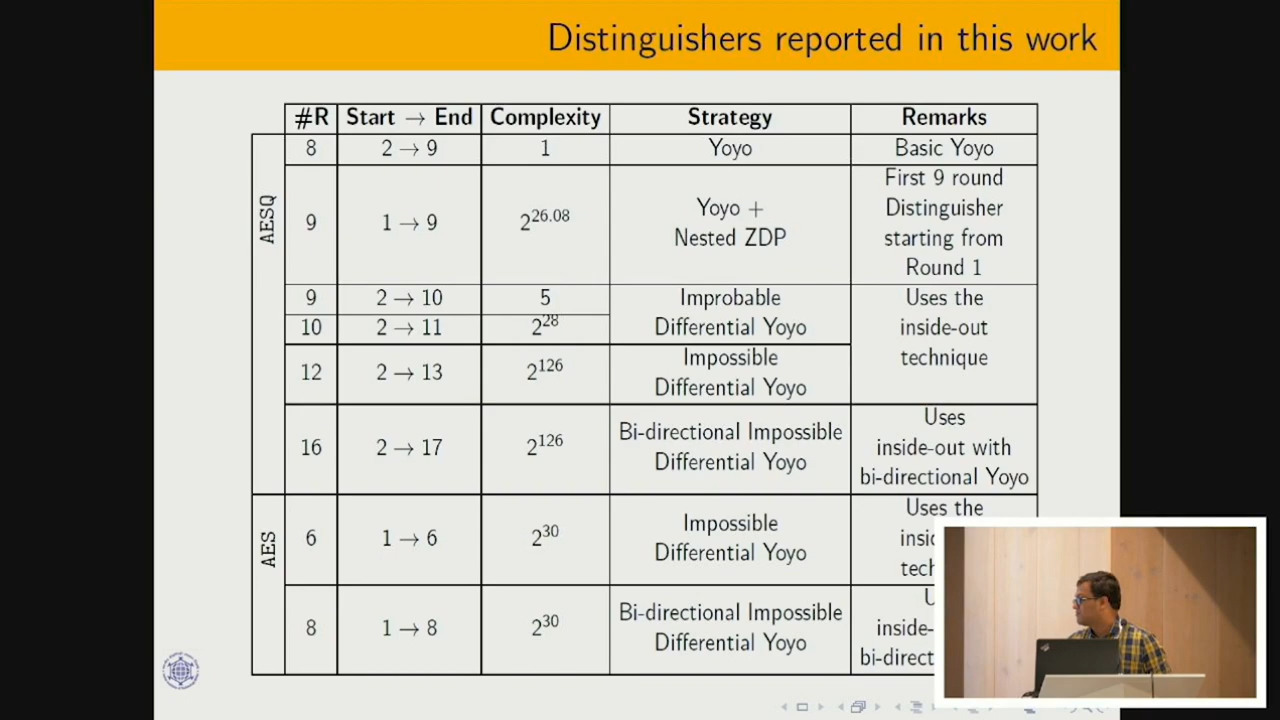 Distinguishers reported in this work
#R Start → End Complexity Strategy Remarks
AESQ
8 2 → 9 1 Yoyo Basic Yoyo
9 1 → 9 2^26.08 Yoyo + Nested ZDP First 9 round Distinguisher starting from Round 1
9 2 → 10 5 Improbable Differential Yoyo Uses the inside-out technique
10 2 → 11 2^28
12 2 → 13 2^126 Impossible Differential Yoyo
16 2 → 17 2^126 Bi-directional Impossible Differential Yoyo Uses inside-out with bi-directional Yoyo
AES
6 1 → 6 2^30 Impossible Differential Yoyo Uses the
8 1 → 8 2^30 Bi-directional Impossible Differential Yoyo